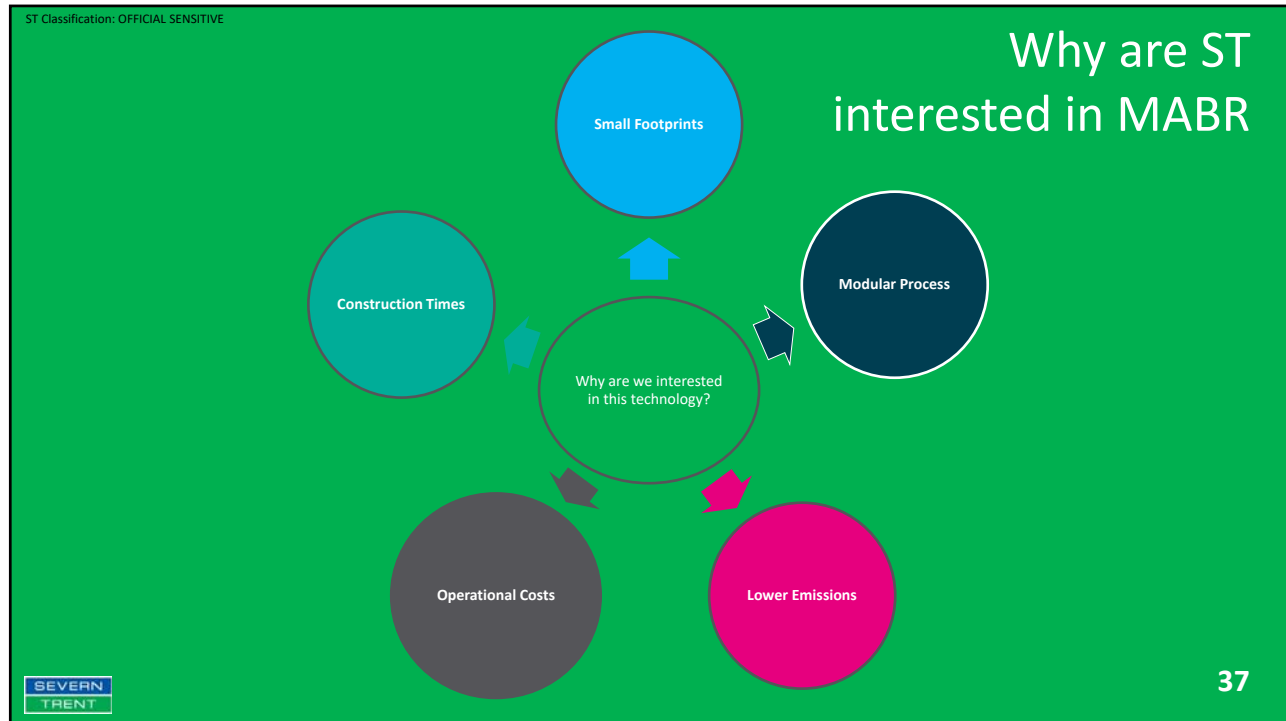 ST Classification: OFFICIAL SENSITIVE
Why are ST
interested in MABR
Small Footprints
Modular Process
Construction Times
Why are we interested
in this technology?
Operational Costs
Lower Emissions
SEVERN
TRENT
37